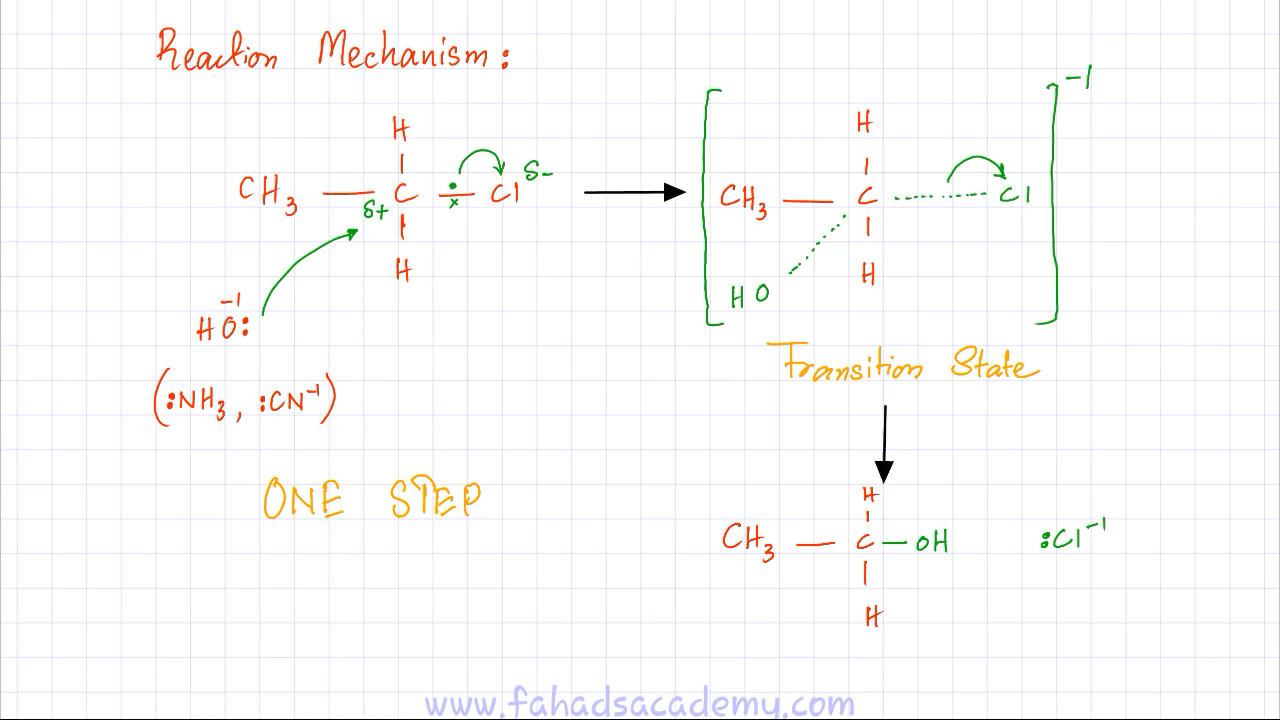 Reaction Mechanism:
H
CH₃ — C — Cl δ-
δ+
H
HO:⁻¹
(:NH₃, :CN⁻¹)
ONE STEP
[ ]⁻¹
H
CH₃ — C ····· Cl
H
HO
Transition State
H
CH₃ — C — OH :Cl⁻¹
H
www.fahadsacademy.com